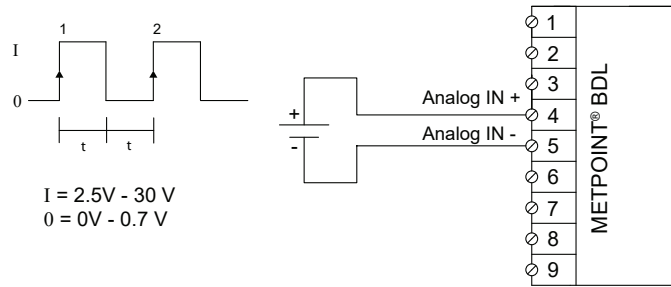 I
0
1
2
t
t
I = 2.5V - 30 V
0 = 0V - 0.7 V
+
-
Analog IN +
Analog IN -
1
2
3
4
5
6
7
8
9
METPOINT® BDL